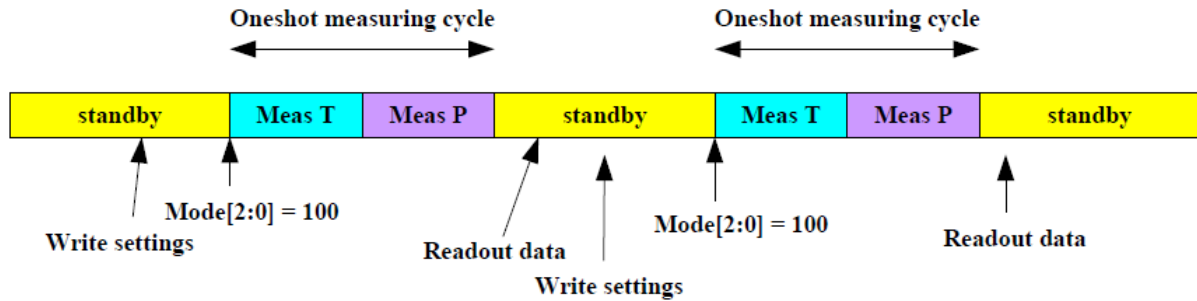 Oneshot measuring cycle
Oneshot measuring cycle
standby
Meas T
Meas P
standby
Meas T
Meas P
standby
Mode[2:0] = 100
Write settings
Readout data
Write settings
Mode[2:0] = 100
Readout data